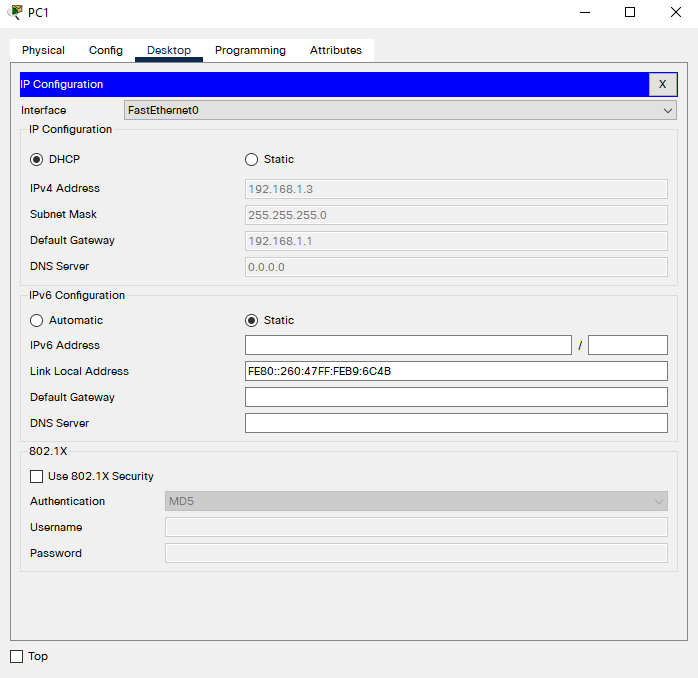 PC1
Physical Config Desktop Programming Attributes
IP Configuration X
Interface FastEthernet0
IP Configuration
DHCP Static
IPv4 Address 192.168.1.3
Subnet Mask 255.255.255.0
Default Gateway 192.168.1.1
DNS Server 0.0.0.0
IPv6 Configuration
Automatic Static
IPv6 Address /
Link Local Address FE80::260:47FF:FEB9:6C4B
Default Gateway
DNS Server
802.1X
Use 802.1X Security
Authentication MD5
Username
Password
Top